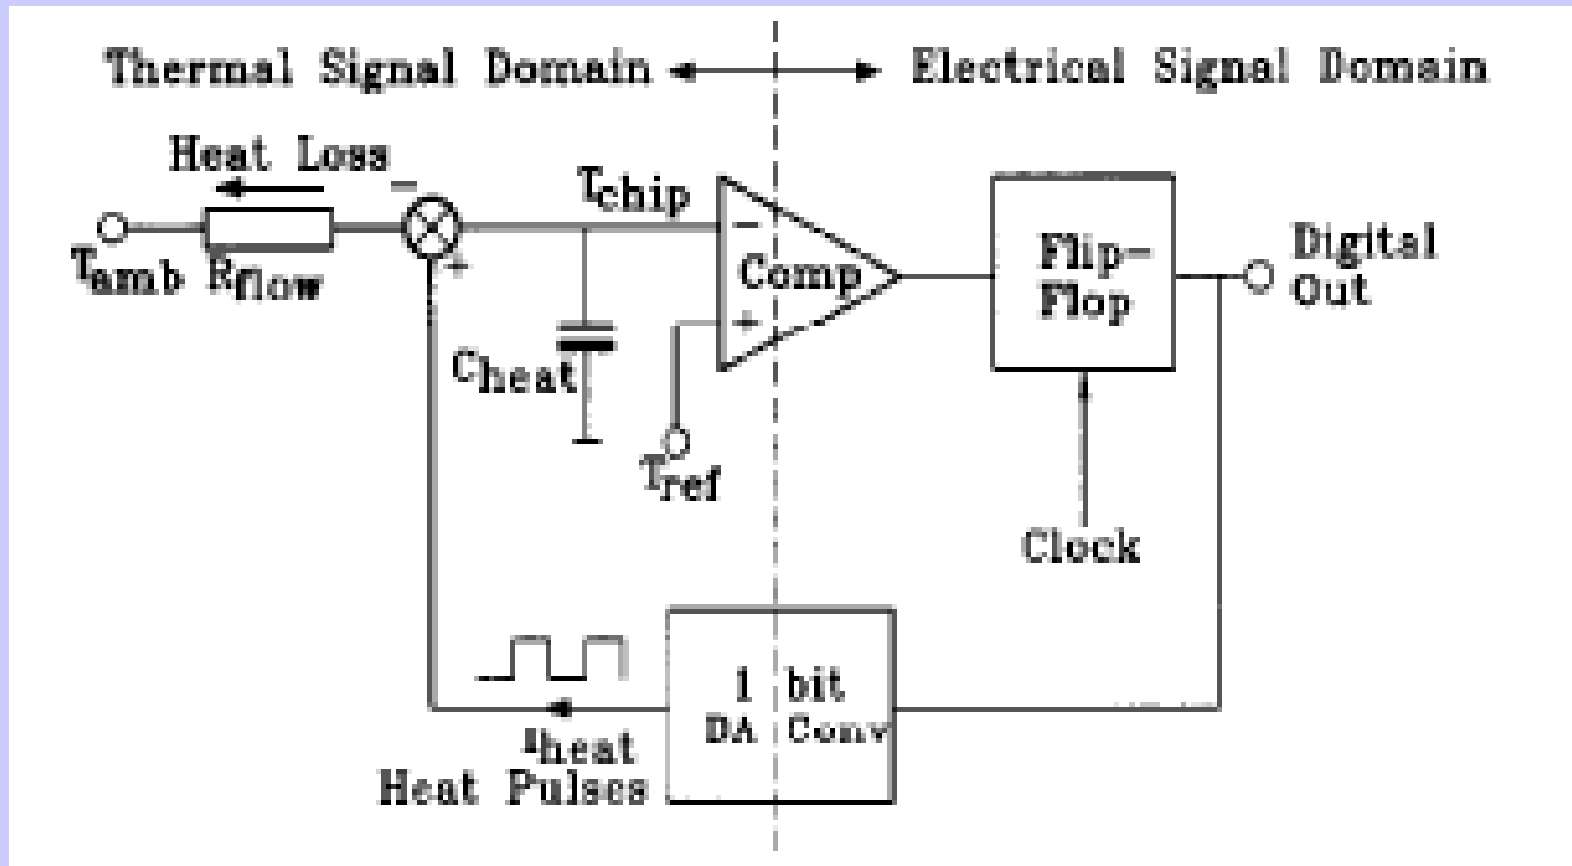 Thermal Signal Domain
Electrical Signal Domain
Heat Loss
−
Tchip
Tamb
Rflow
+
−
Comp
+
Flip-
Flop
Digital
Out
Cheat
Tref
Clock
1 bit
DA Conv
Iheat
Heat Pulses